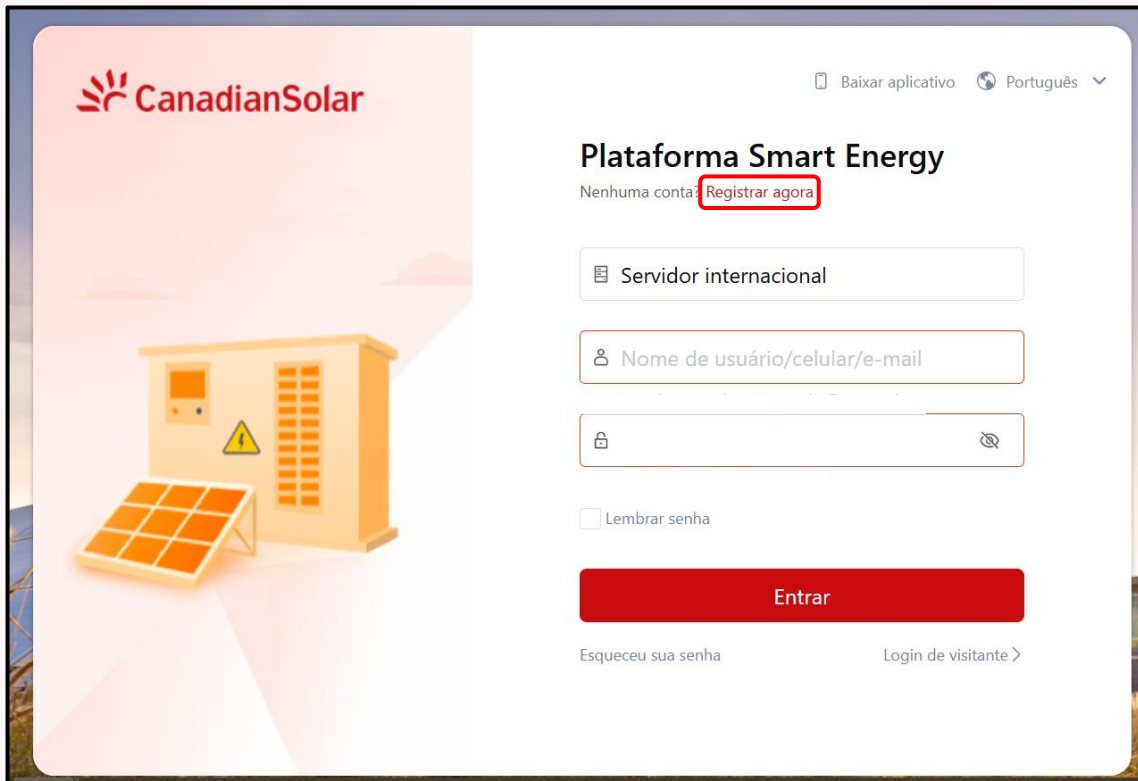 CanadianSolar
Baixar aplicativo Português
Plataforma Smart Energy
Nenhuma conta? Registrar agora
Servidor internacional
Nome de usuário/celular/e-mail
Lembrar senha
Entrar
Esqueceu sua senha Login de visitante